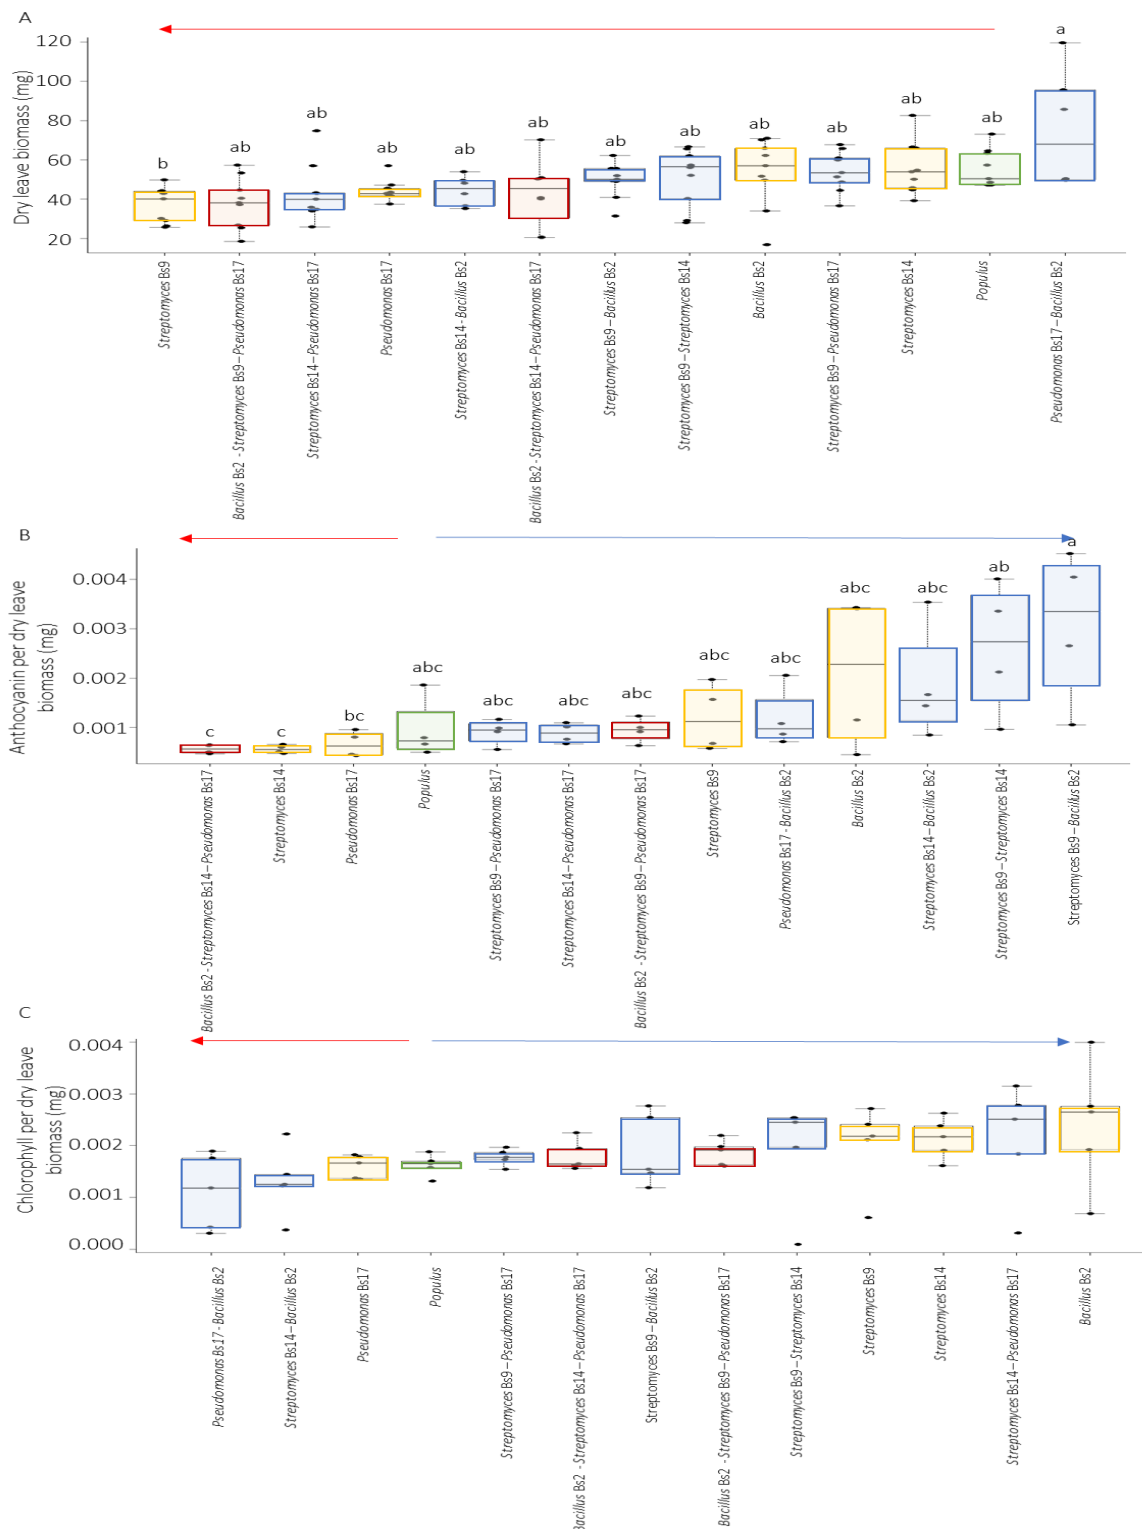 A
Dry leave biomass (mg)
120
100
80
60
40
20
b
ab
ab
ab
ab
ab
ab
ab
ab
ab
ab
ab
a
Streptomyces Bs9
Bacillus Bs2 - Streptomyces Bs9 – Pseudomonas Bs17
Streptomyces Bs14 – Pseudomonas Bs17
Pseudomonas Bs17
Streptomyces Bs14 - Bacillus Bs2
Bacillus Bs2 - Streptomyces Bs14 – Pseudomonas Bs17
Streptomyces Bs9 – Bacillus Bs2
Streptomyces Bs9 – Streptomyces Bs14
Bacillus Bs2
Streptomyces Bs9 – Pseudomonas Bs17
Streptomyces Bs14
Populus
Pseudomonas Bs17 – Bacillus Bs2
B
Anthocyanin per dry leave
biomass (mg)
0.004
0.003
0.002
0.001
c
c
bc
abc
abc
abc
abc
abc
abc
abc
abc
ab
a
Bacillus Bs2 - Streptomyces Bs14 – Pseudomonas Bs17
Streptomyces Bs14
Pseudomonas Bs17
Populus
Streptomyces Bs9 – Pseudomonas Bs17
Streptomyces Bs14 – Pseudomonas Bs17
Bacillus Bs2 - Streptomyces Bs9 – Pseudomonas Bs17
Streptomyces Bs9
Pseudomonas Bs17 - Bacillus Bs2
Bacillus Bs2
Streptomyces Bs14 – Bacillus Bs2
Streptomyces Bs9 – Streptomyces Bs14
Streptomyces Bs9 – Bacillus Bs2
C
Chlorophyll per dry leave
biomass (mg)
0.004
0.003
0.002
0.001
0.000
Pseudomonas Bs17 - Bacillus Bs2
Streptomyces Bs14 – Bacillus Bs2
Pseudomonas Bs17
Populus
Streptomyces Bs9 – Pseudomonas Bs17
Bacillus Bs2 - Streptomyces Bs14 – Pseudomonas Bs17
Streptomyces Bs9 – Bacillus Bs2
Bacillus Bs2 - Streptomyces Bs9 – Pseudomonas Bs17
Streptomyces Bs9 – Streptomyces Bs14
Streptomyces Bs9
Streptomyces Bs14
Streptomyces Bs14 – Pseudomonas Bs17
Bacillus Bs2